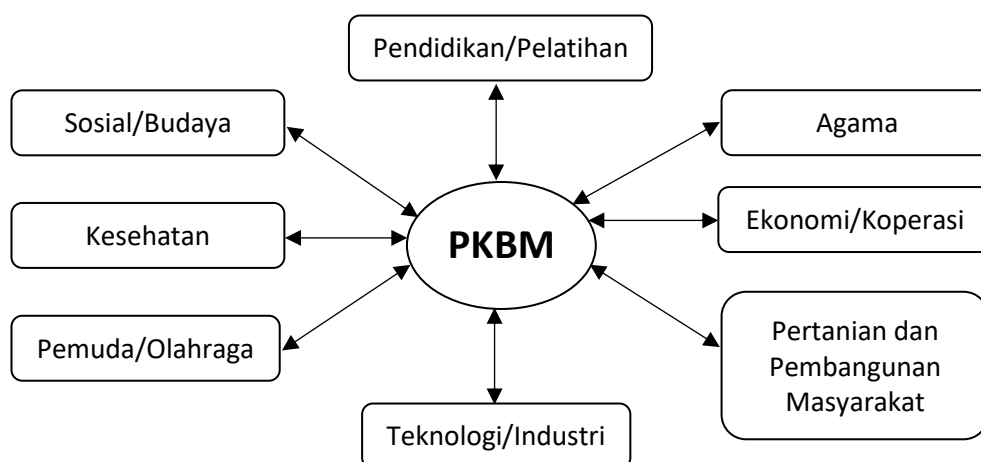 Pendidikan/Pelatihan
Sosial/Budaya
Agama
Kesehatan
PKBM
Ekonomi/Koperasi
Pemuda/Olahraga
Pertanian dan
Pembangunan
Masyarakat
Teknologi/Industri